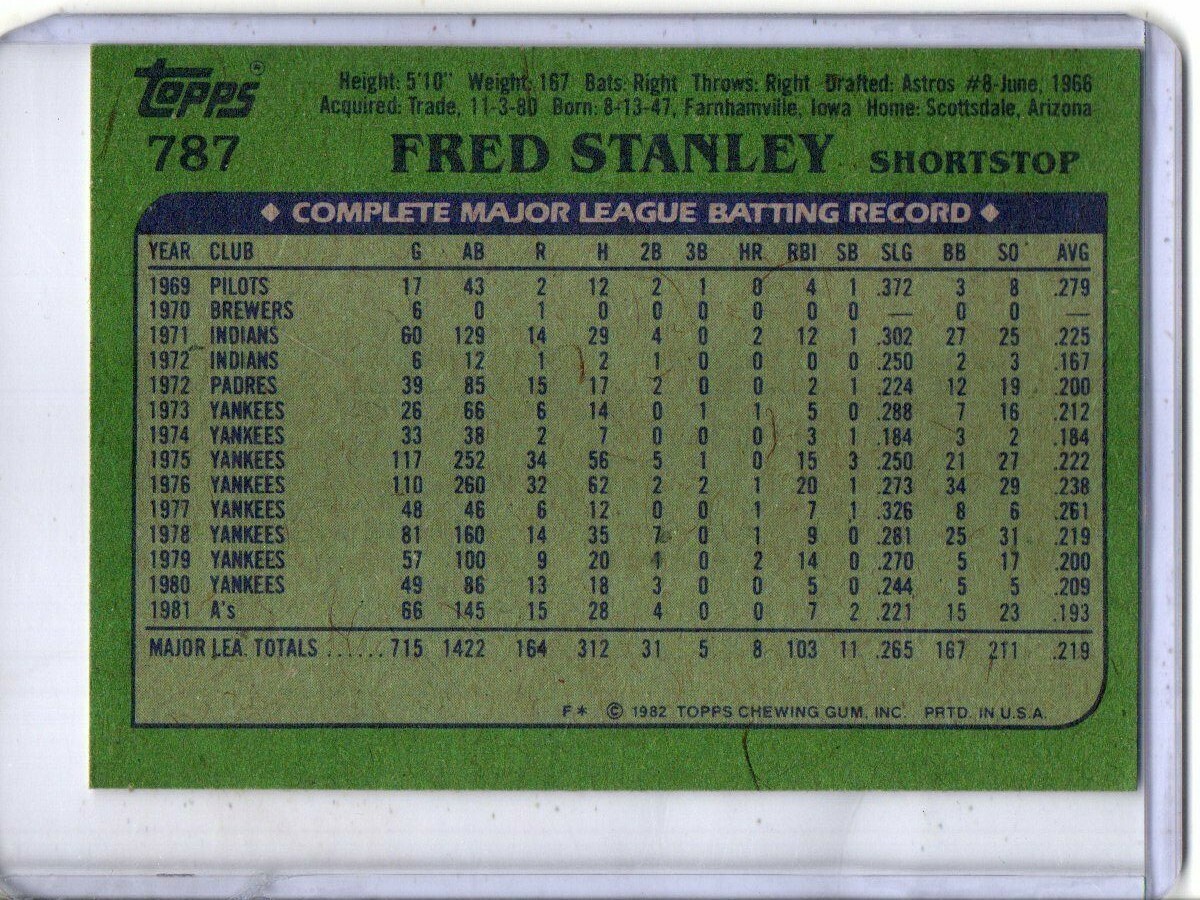 Topps® Height: 5'10" Weight: 167 Bats: Right Throws: Right Drafted: Astros #8-June, 1966
Acquired: Trade, 11-3-80 Born: 8-13-47, Farnhamville, Iowa Home: Scottsdale, Arizona
787 FRED STANLEY SHORTSTOP
COMPLETE MAJOR LEAGUE BATTING RECORD
YEAR CLUB G AB R H 2B 3B HR RBI SB SLG BB SO AVG
1969 PILOTS 17 43 2 12 2 1 0 4 1 .372 3 8 .279
1970 BREWERS 6 0 1 0 0 0 0 0 0 — 0 0 —
1971 INDIANS 60 129 14 29 4 0 2 12 1 .302 27 25 .225
1972 INDIANS 6 12 1 2 1 0 0 0 0 .250 2 3 .167
1972 PADRES 39 85 15 17 2 0 0 2 1 .224 12 19 .200
1973 YANKEES 26 66 6 14 0 1 1 5 0 .288 7 16 .212
1974 YANKEES 33 38 2 7 0 0 0 3 1 .184 3 2 .184
1975 YANKEES 117 252 34 56 5 1 0 15 3 .250 21 27 .222
1976 YANKEES 110 260 32 62 2 2 1 20 1 .273 34 29 .238
1977 YANKEES 48 46 6 12 0 0 1 7 1 .326 8 6 .261
1978 YANKEES 81 160 14 35 7 0 1 9 0 .281 25 31 .219
1979 YANKEES 57 100 9 20 1 0 2 14 0 .270 5 17 .200
1980 YANKEES 49 86 13 18 3 0 0 5 0 .244 5 5 .209
1981 A's 66 145 15 28 4 0 0 7 2 .221 15 23 .193
MAJOR LEA. TOTALS ......715 1422 164 312 31 5 8 103 11 .265 167 211 .219
F* © 1982 TOPPS CHEWING GUM, INC. PRTD. IN U.S.A.